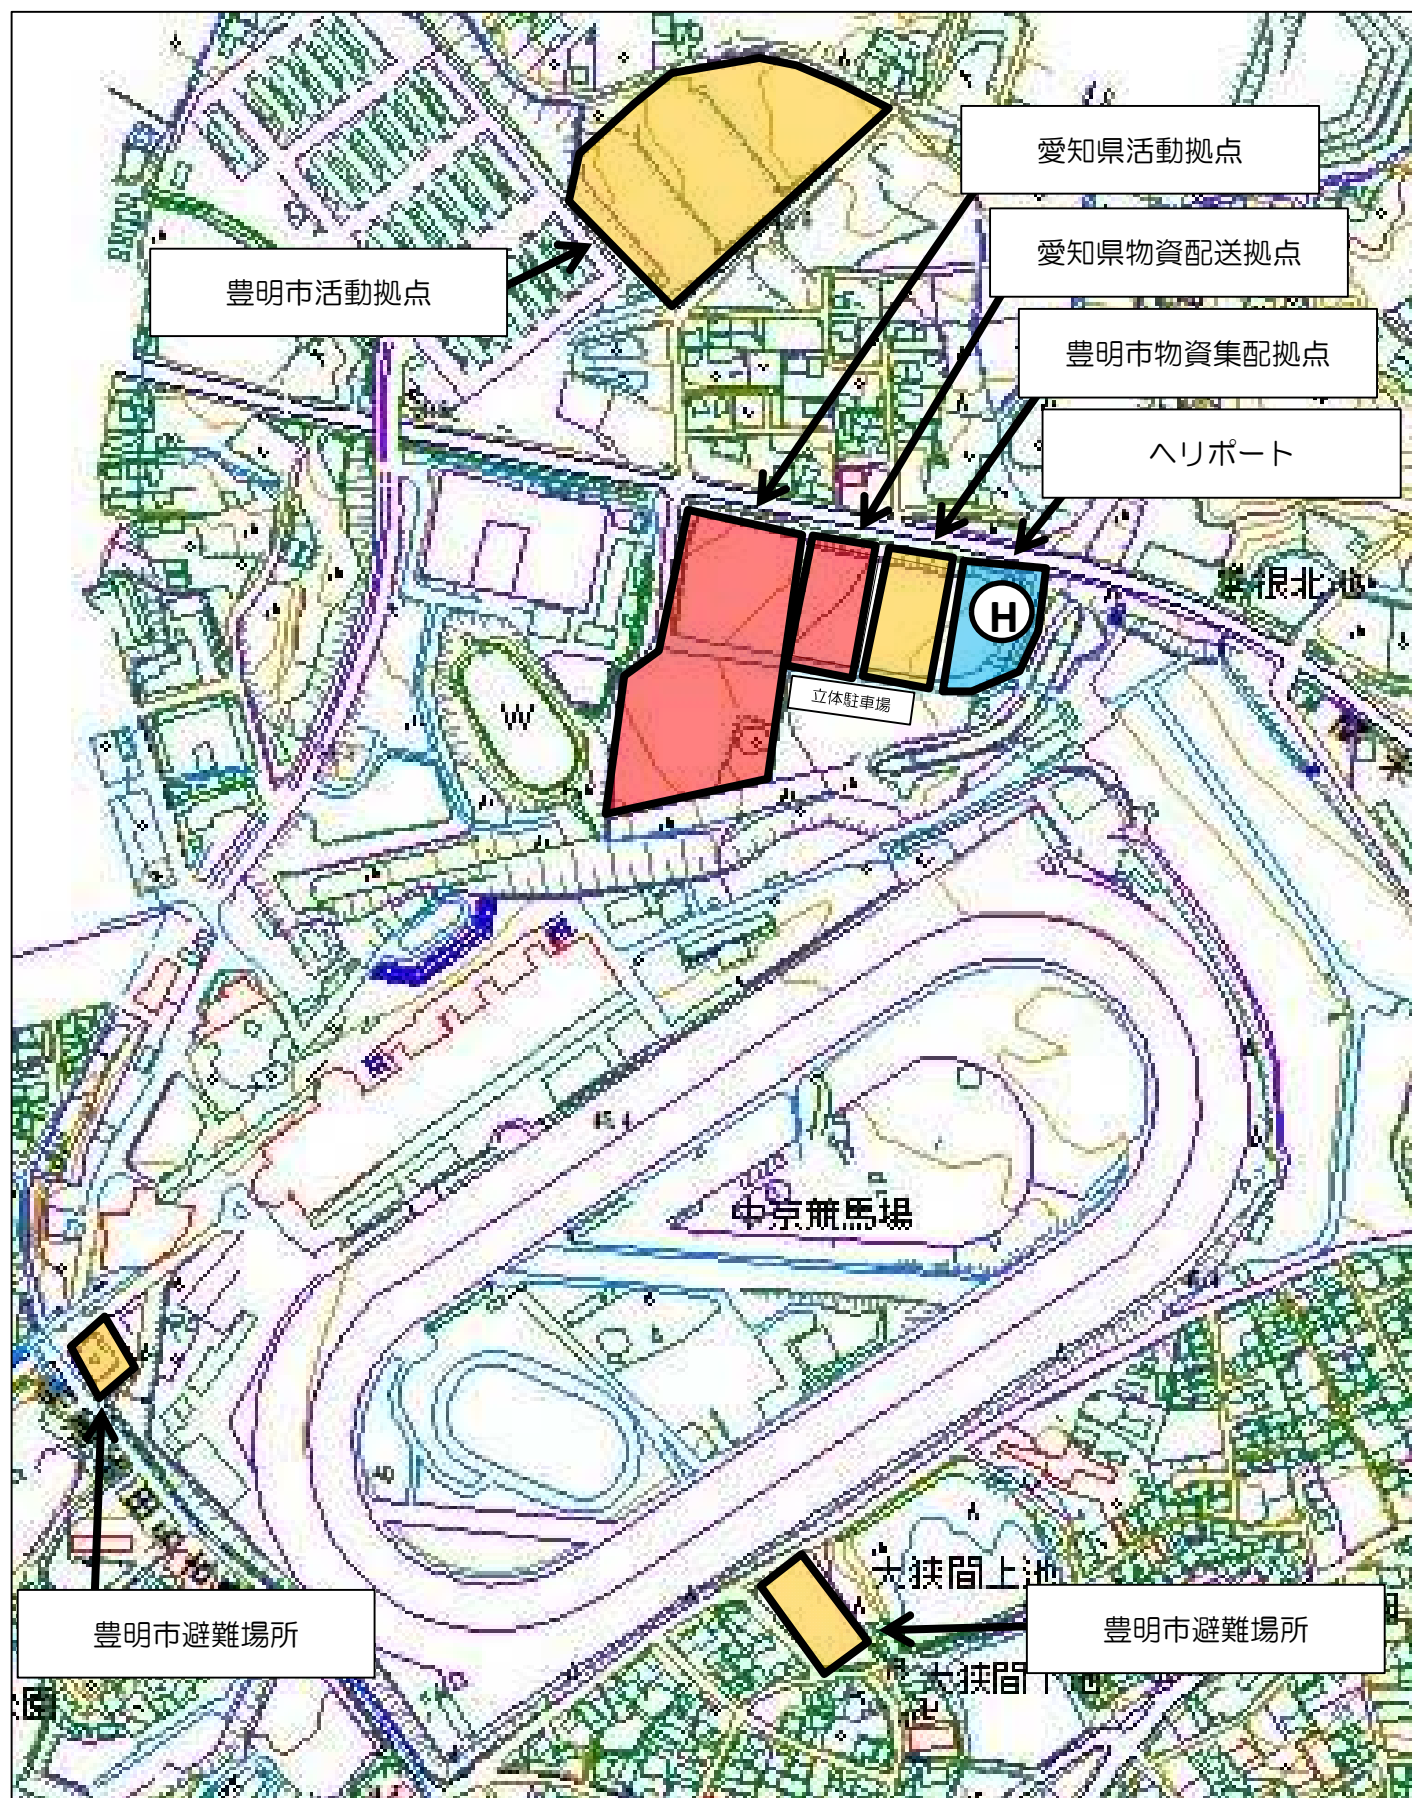 愛知県活動拠点
愛知県物資配送拠点
豊明市活動拠点
豊明市物資集配拠点
ヘリポート
H
立体駐車場
W
中京競馬場
大狭間上池
豊明市避難場所
豊明市避難場所